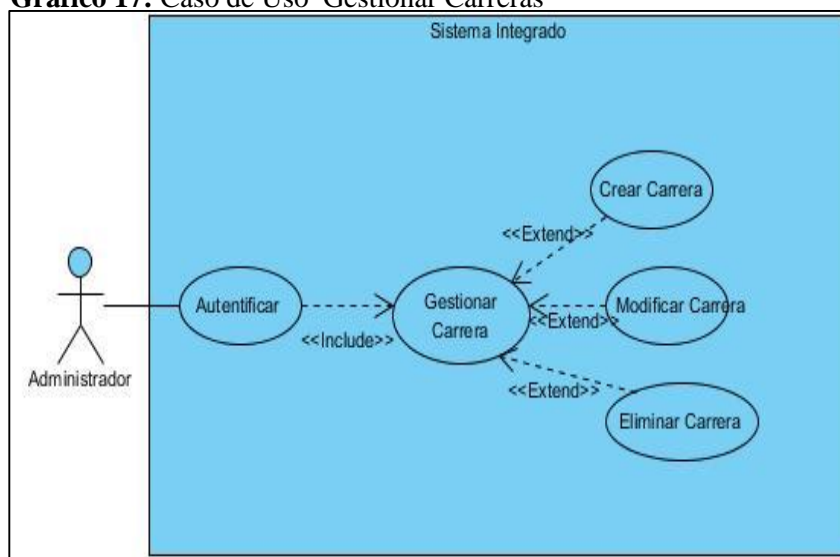 Gráfico 17: Caso de Uso Gestionar Carreras
Sistema Integrado
Crear Carrera
<<Extend>>
Autentificar
Gestionar
Carrera
Modificar Carrera
<<Extend>>
<<Include>>
Administrador
<<Extend>>
Eliminar Carrera